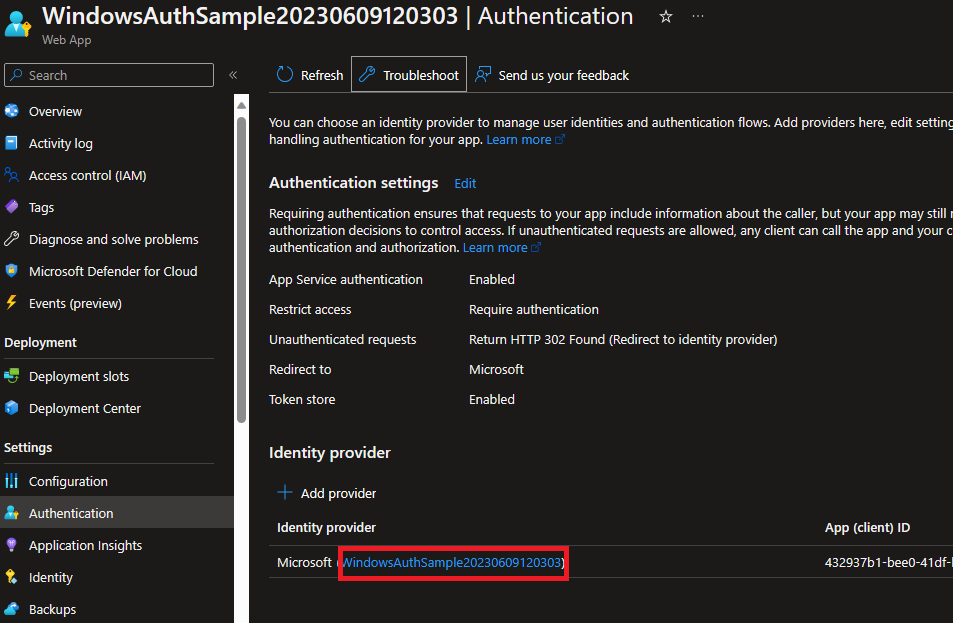 WindowsAuthSample20230609120303 | Authentication
Web App
Search
Overview
Activity log
Access control (IAM)
Tags
Diagnose and solve problems
Microsoft Defender for Cloud
Events (preview)
Deployment
Deployment slots
Deployment Center
Settings
Configuration
Authentication
Application Insights
Identity
Backups
Refresh Troubleshoot Send us your feedback
You can choose an identity provider to manage user identities and authentication flows. Add providers here, edit setting
handling authentication for your app. Learn more
Authentication settings Edit
Requiring authentication ensures that requests to your app include information about the caller, but your app may still
authorization decisions to control access. If unauthenticated requests are allowed, any client can call the app and your c
authentication and authorization. Learn more
App Service authentication Enabled
Restrict access Require authentication
Unauthenticated requests Return HTTP 302 Found (Redirect to identity provider)
Redirect to Microsoft
Token store Enabled
Identity provider
Add provider
Identity provider App (client) ID
Microsoft (WindowsAuthSample20230609120303) 432937b1-bee0-41df-